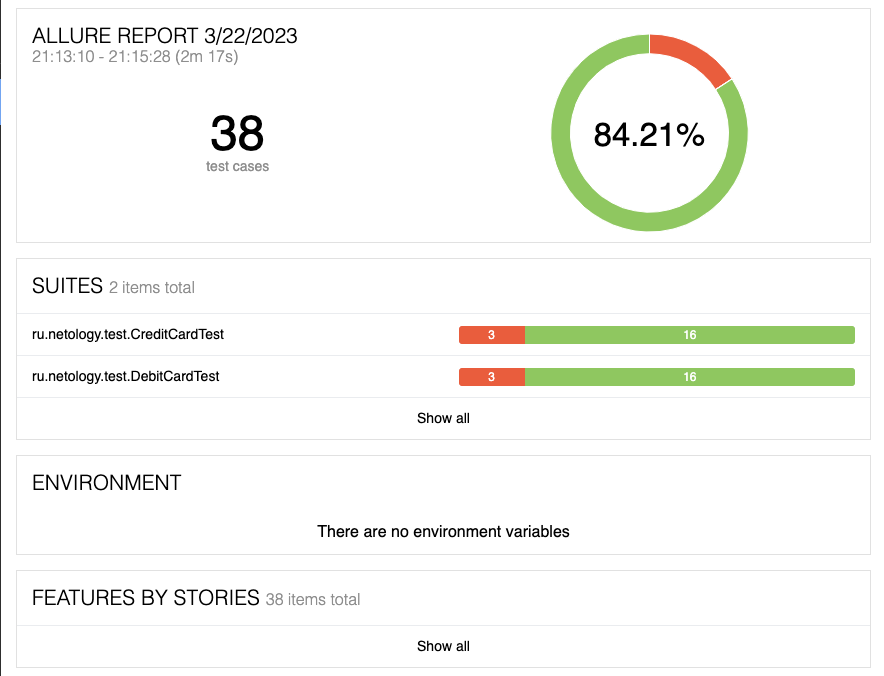 ALLURE REPORT 3/22/2023
21:13:10 - 21:15:28 (2m 17s)
38
test cases
84.21%
SUITES 2 items total
ru.netology.test.CreditCardTest 3 16
ru.netology.test.DebitCardTest 3 16
Show all
ENVIRONMENT
There are no environment variables
FEATURES BY STORIES 38 items total
Show all